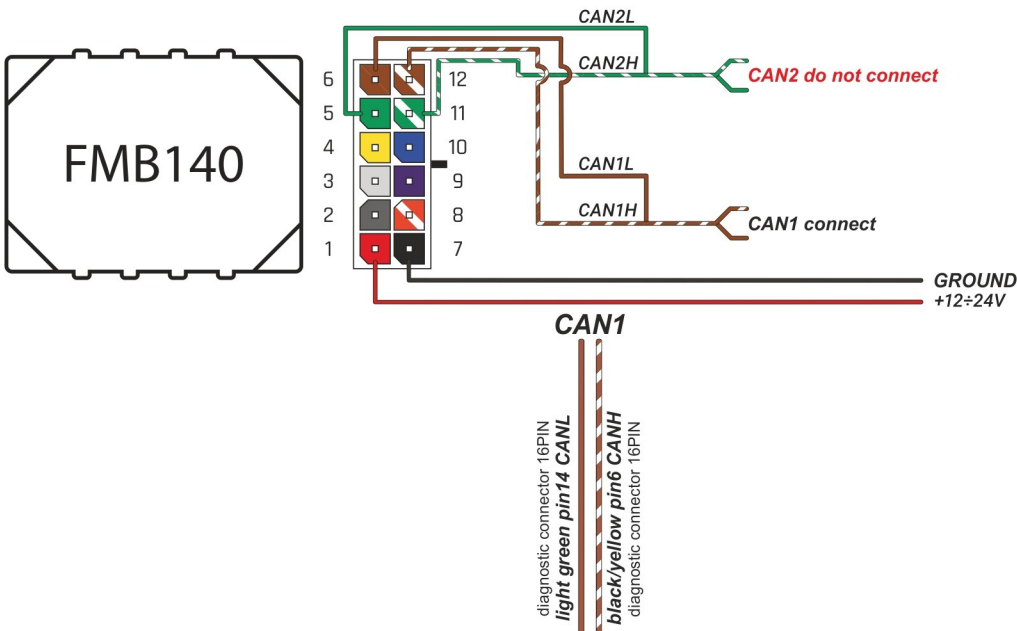 FMB140
CAN2L
CAN2H
CAN2 do not connect
6 12
5 11
4 10
3 9
2 8
1 7
CAN1L
CAN1H
CAN1 connect
GROUND
+12÷24V
CAN1
diagnostic connector 16PIN
light green pin14 CANL
black/yellow pin6 CANH
diagnostic connector 16PIN